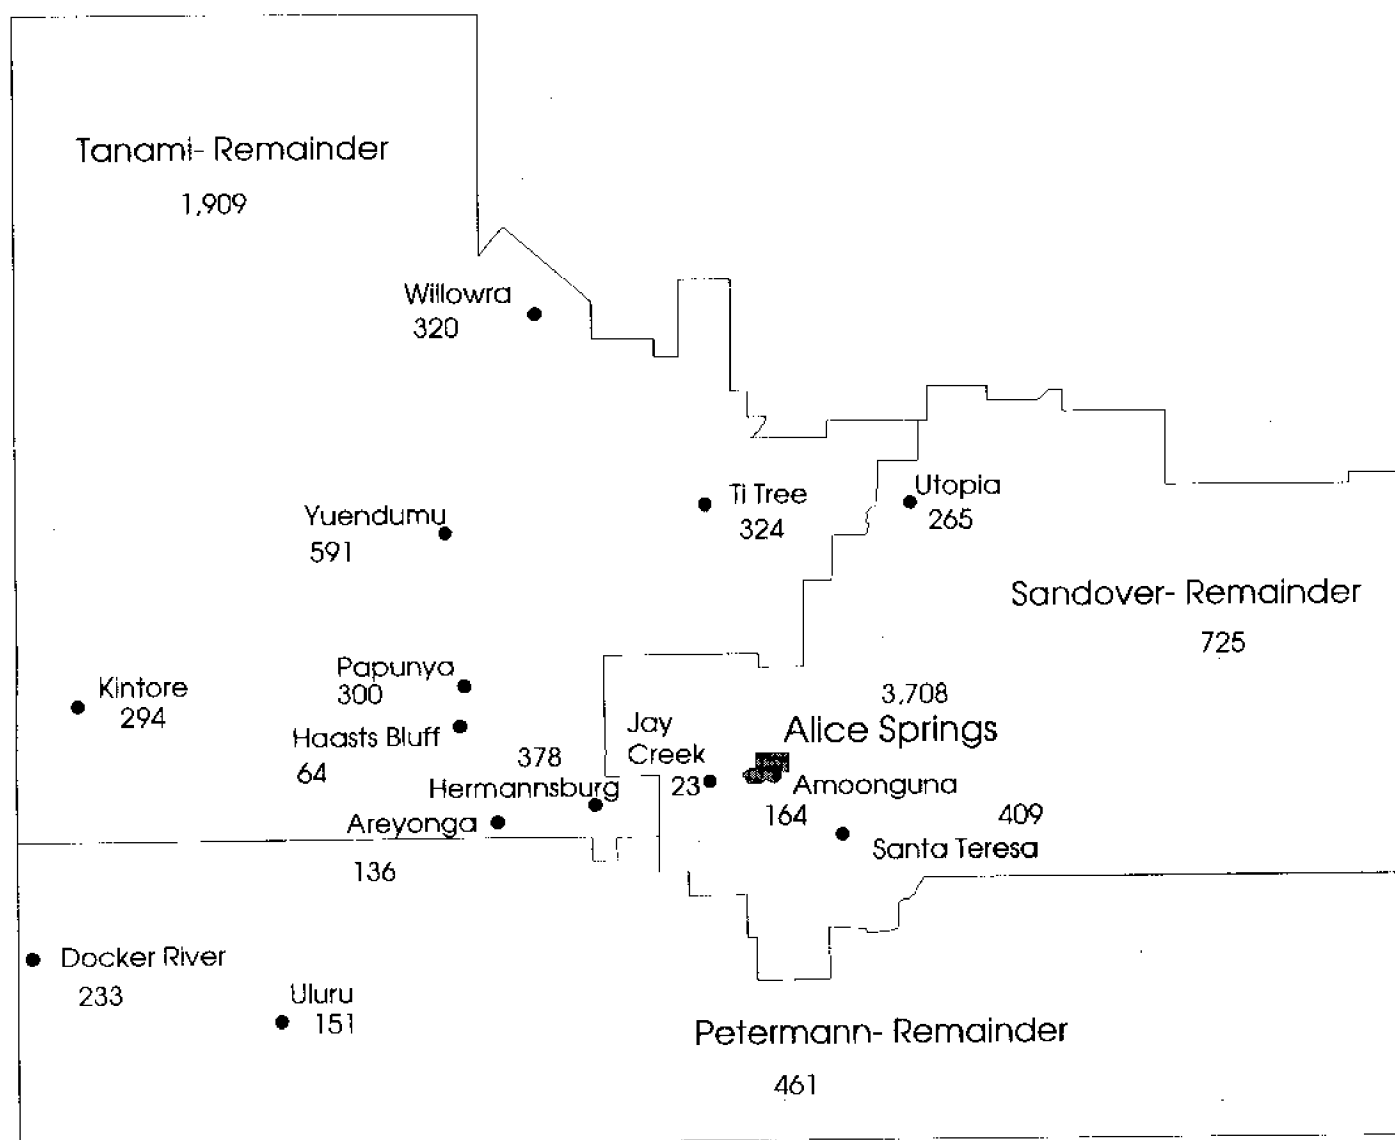 Tanami- Remainder
1,909
Willowra
320
Ti Tree
324
Utopia
265
Yuendumu
591
Sandover- Remainder
725
Papunya
300
Kintore
294
Haasts Bluff
64
378
Hermannsburg
Areyonga
136
Jay
Creek
23
3,708
Alice Springs
Amoonguna
164
409
Santa Teresa
Docker River
233
Uluru
151
Petermann- Remainder
461